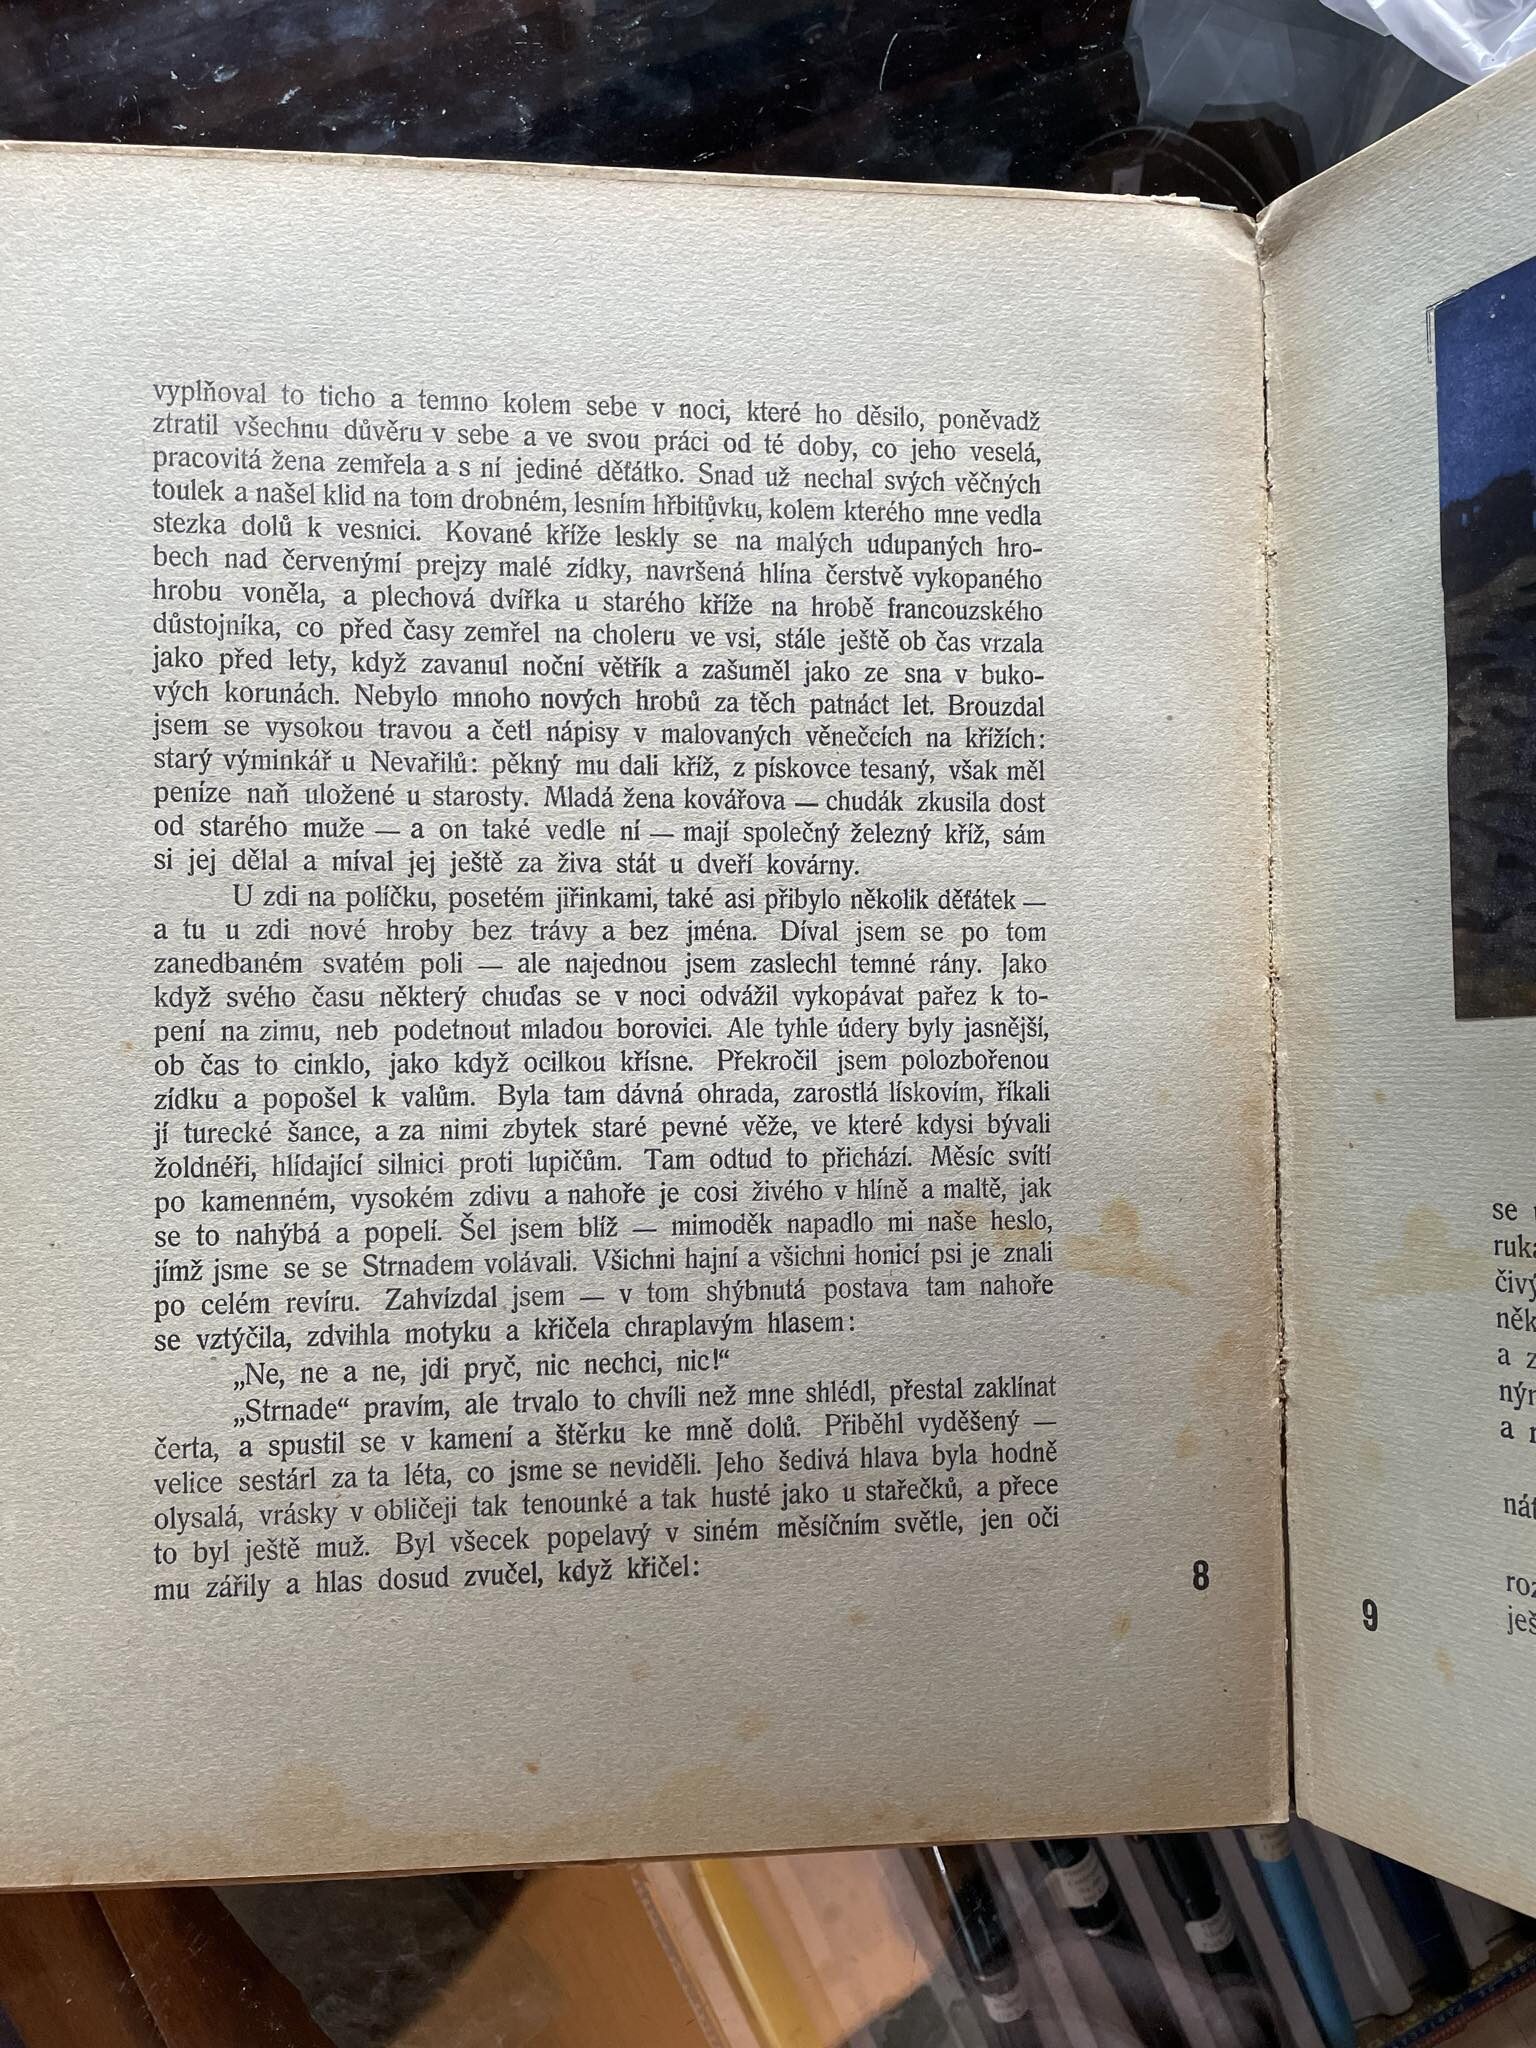 vyplňoval to ticho a temno kolem sebe v noci, které ho děsilo, poněvadž
ztratil všechnu důvěru v sebe a ve svou práci od té doby, co jeho veselá,
pracovitá žena zemřela a s ní jediné děťátko. Snad už nechal svých věčných
toulek a našel klid na tom drobném, lesním hřbitůvku, kolem kterého mne vedla
stezka dolů k vesnici. Kované kříže leskly se na malých udupaných hro-
bech nad červenými prejzy malé zídky, navršená hlína čerstvě vykopaného
hrobu voněla, a plechová dvířka u starého kříže na hrobě francouzského
důstojníka, co před časy zemřel na choleru ve vsi, stále ještě ob čas vrzala
jako před lety, když zavanul noční větřík a zašuměl jako ze sna v buko-
vých korunách. Nebylo mnoho nových hrobů za těch patnáct let. Brouzdal
jsem se vysokou travou a četl nápisy v malovaných věnečcích na křížích:
starý výminkář u Nevařilů: pěkný mu dali kříž, z pískovce tesaný, však měl
peníze naň uložené u starosty. Mladá žena kovářova — chudák zkusila dost
od starého muže — a on také vedle ní — mají společný železný kříž, sám
si jej dělal a míval jej ještě za živa stát u dveří kovárny.
U zdi na políčku, posetém jiřinkami, také asi přibylo několik děťátek —
a tu u zdi nové hroby bez trávy a bez jména. Díval jsem se po tom
zanedbaném svatém poli — ale najednou jsem zaslechl temné rány. Jako
když svého času některý chuďas se v noci odvážil vykopávat pařez k to-
pení na zimu, neb podetnout mladou borovici. Ale tyhle údery byly jasnější,
ob čas to cinklo, jako když ocilkou křísne. Překročil jsem polozbořenou
zídku a popošel k valům. Byla tam dávná ohrada, zarostlá lískovím, říkali
jí turecké šance, a za nimi zbytek staré pevné věže, ve které kdysi bývali
žoldnéři, hlídající silnici proti lupičům. Tam odtud to přichází. Měsíc svítí
po kamenném, vysokém zdivu a nahoře je cosi živého v hlíně a maltě, jak
se to nahýbá a popelí. Šel jsem blíž — mimoděk napadlo mi naše heslo,
jímž jsme se se Strnadem volávali. Všichni hajní a všichni honicí psi je znali
po celém revíru. Zahvízdal jsem — v tom shýbnutá postava tam nahoře
se vztýčila, zdvihla motyku a křičela chraplavým hlasem:
„Ne, ne a ne, jdi pryč, nic nechci, nic!“
„Strnade“ pravím, ale trvalo to chvíli než mne shlédl, přestal zaklínat
čerta, a spustil se v kamení a štěrku ke mně dolů. Přiběhl vyděšený —
velice sestárl za ta léta, co jsme se neviděli. Jeho šedivá hlava byla hodně
olysalá, vrásky v obličeji tak tenounké a tak husté jako u stařečků, a přece
to byl ještě muž. Byl všecek popelavý v siném měsíčním světle, jen oči
mu zářily a hlas dosud zvučel, když křičel:
8
9
se
a
a